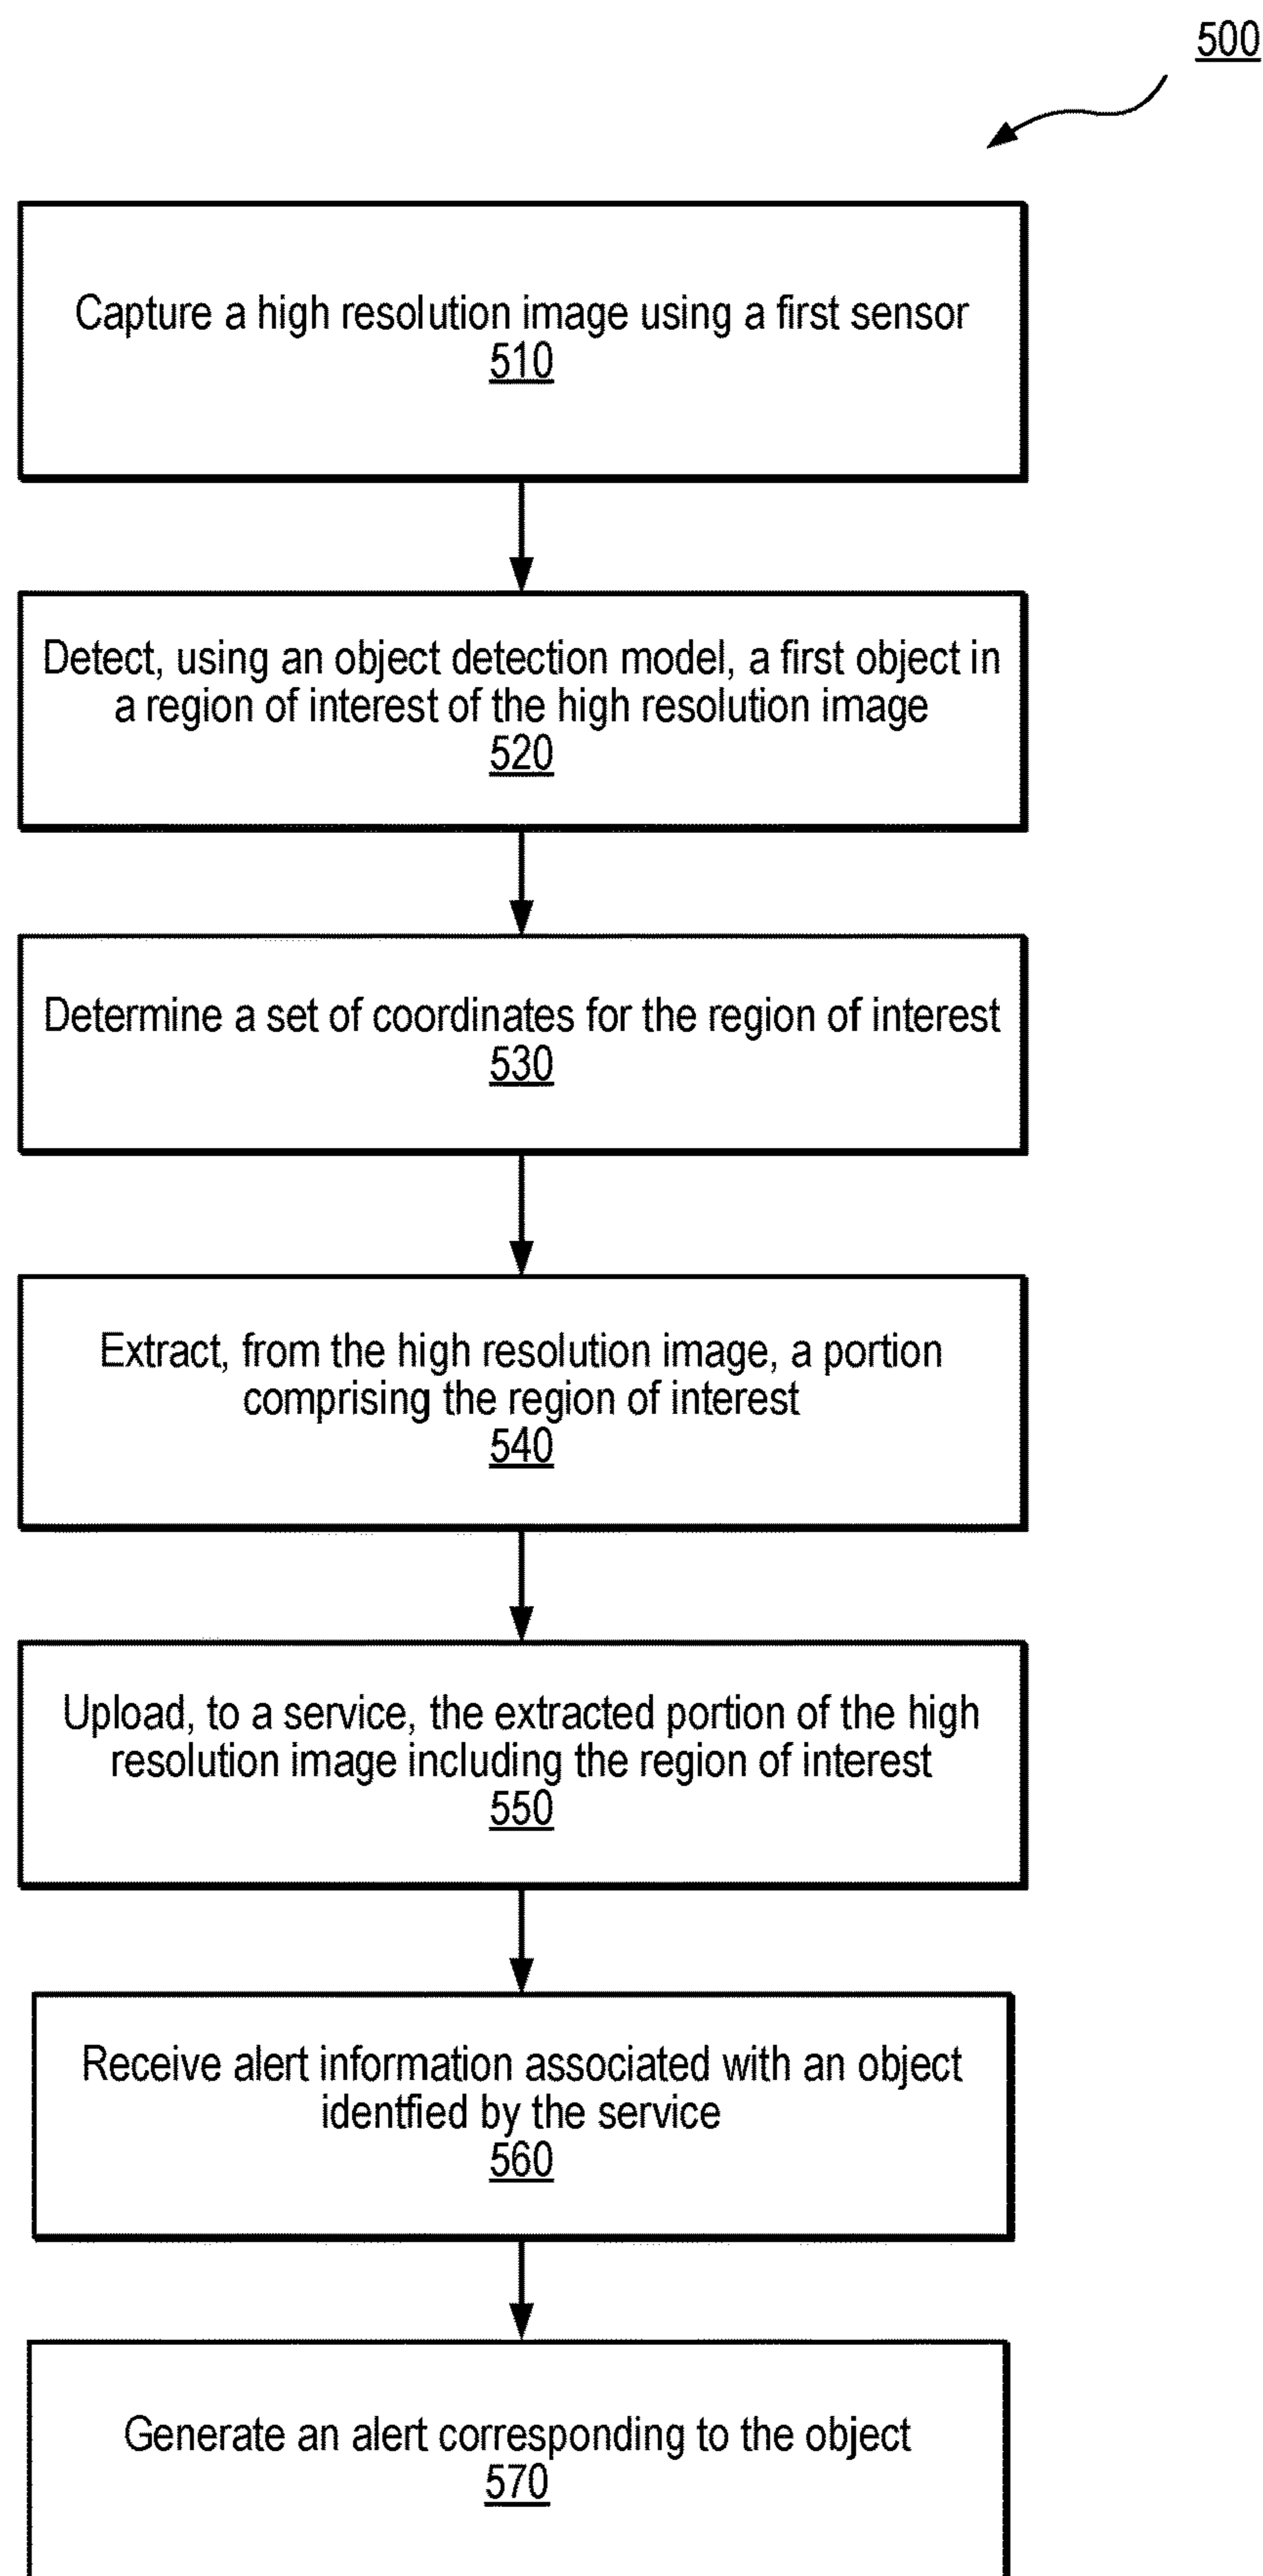 500
Capture a high resolution image using a first sensor
510
Detect, using an object detection model, a first object in
a region of interest of the high resolution image
520
Determine a set of coordinates for the region of interest
530
Extract, from the high resolution image, a portion
comprising the region of interest
540
Upload, to a service, the extracted portion of the high
resolution image including the region of interest
550
Receive alert information associated with an object
identfied by the service
560
Generate an alert corresponding to the object
570